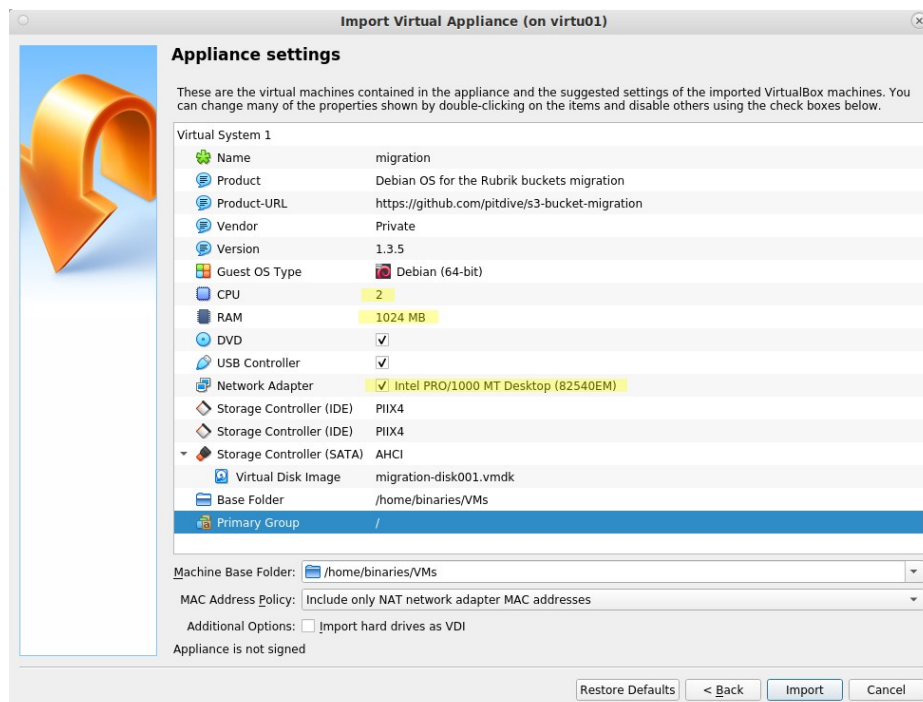 Import Virtual Appliance (on virtu01)
Appliance settings
These are the virtual machines contained in the appliance and the suggested settings of the imported VirtualBox machines. You
can change many of the properties shown by double-clicking on the items and disable others using the check boxes below.
Virtual System 1
Name migration
Product Debian OS for the Rubrik buckets migration
Product-URL https://github.com/pitdive/s3-bucket-migration
Vendor Private
Version 1.3.5
Guest OS Type Debian (64-bit)
CPU 2
RAM 1024 MB
DVD
USB Controller
Network Adapter Intel PRO/1000 MT Desktop (82540EM)
Storage Controller (IDE) PIIX4
Storage Controller (IDE) PIIX4
Storage Controller (SATA) AHCI
Virtual Disk Image migration-disk001.vmdk
Base Folder /home/binaries/VMs
Primary Group /
Machine Base Folder: /home/binaries/VMs
MAC Address Policy: Include only NAT network adapter MAC addresses
Additional Options: Import hard drives as VDI
Appliance is not signed
Restore Defaults < Back Import Cancel